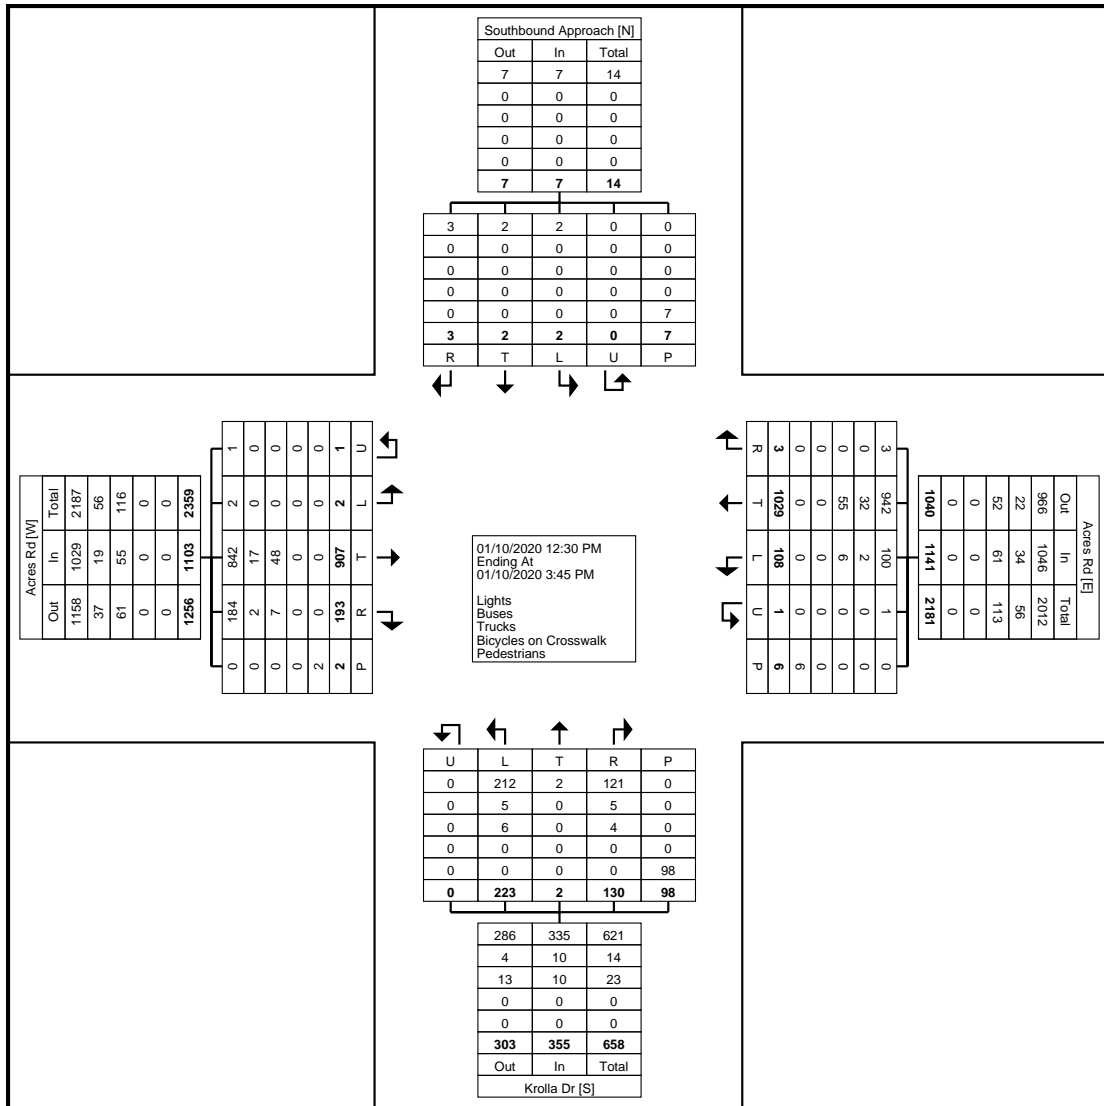 Southbound Approach [N]
Out In Total
7 7 14
0 0 0
0 0 0
0 0 0
0 0 0
7 7 14
3 2 2 0 0
0 0 0 0 0
0 0 0 0 0
0 0 0 0 0
0 0 0 0 7
3 2 2 0 7
R T L U P
Acres Rd [W]
Total In Out
2187 1029 1158
56 19 37
116 55 61
0 0 0
0 0 0
2359 1103 1256
1 2 842 184 0
0 0 17 2 0
0 0 48 7 0
0 0 0 0 0
0 0 0 0 2
1 2 907 193 2
U L T R P
01/10/2020 12:30 PM
Ending At
01/10/2020 3:45 PM
Lights
Buses
Trucks
Bicycles on Crosswalk
Pedestrians
R T L U P
3 1029 108 1 6
0 0 0 0 6
0 0 0 0 0
0 55 6 0 0
0 32 2 0 0
3 942 100 1 0
Acres Rd [E]
Out In Total
966 1046 2012
22 34 56
52 61 113
0 0 0
0 0 0
1040 1141 2181
U L T R P
0 212 2 121 0
0 5 0 5 0
0 6 0 4 0
0 0 0 0 0
0 0 0 0 98
0 223 2 130 98
286 335 621
4 10 14
13 10 23
0 0 0
0 0 0
303 355 658
Out In Total
Krolla Dr [S]